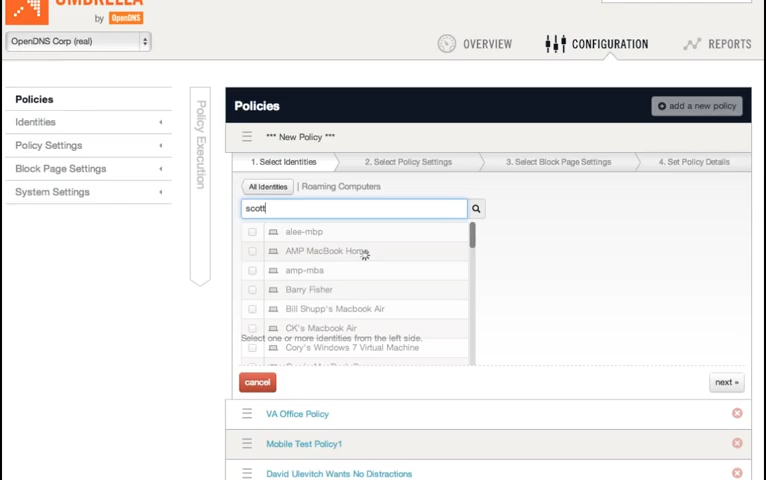 UMBRELLA
by OpenDNS
OpenDNS Corp (real)
OVERVIEW
CONFIGURATION
REPORTS
Policies
Identities
Policy Settings
Block Page Settings
System Settings
Policy Execution
Policies
add a new policy
*** New Policy ***
1. Select Identities
2. Select Policy Settings
3. Select Block Page Settings
4. Set Policy Details
All Identities | Roaming Computers
scott
alee-mbp
AMP MacBook Home
amp-mba
Barry Fisher
Bill Shupp's Macbook Air
CK's Macbook Air
Select one or more identities from the left side.
Cory's Windows 7 Virtual Machine
cancel
next »
VA Office Policy
Mobile Test Policy1
David Ulevitch Wants No Distractions